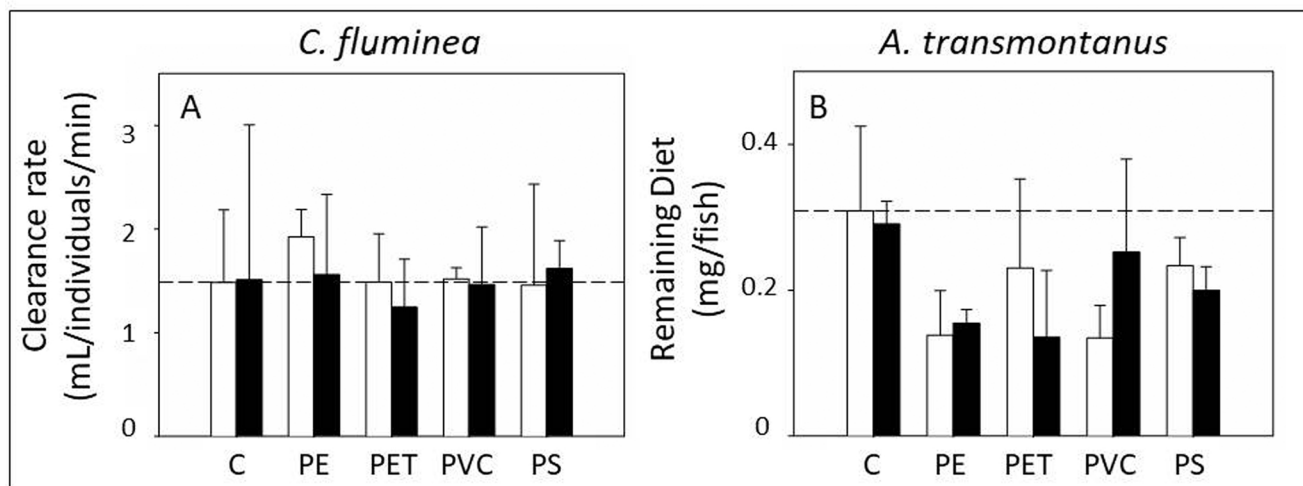 C. fluminea
A
Clearance rate
(mL/individuals/min)
3
2
1
0
C PE PET PVC PS
A. transmontanus
B
Remaining Diet
(mg/fish)
0.4
0.2
0
C PE PET PVC PS